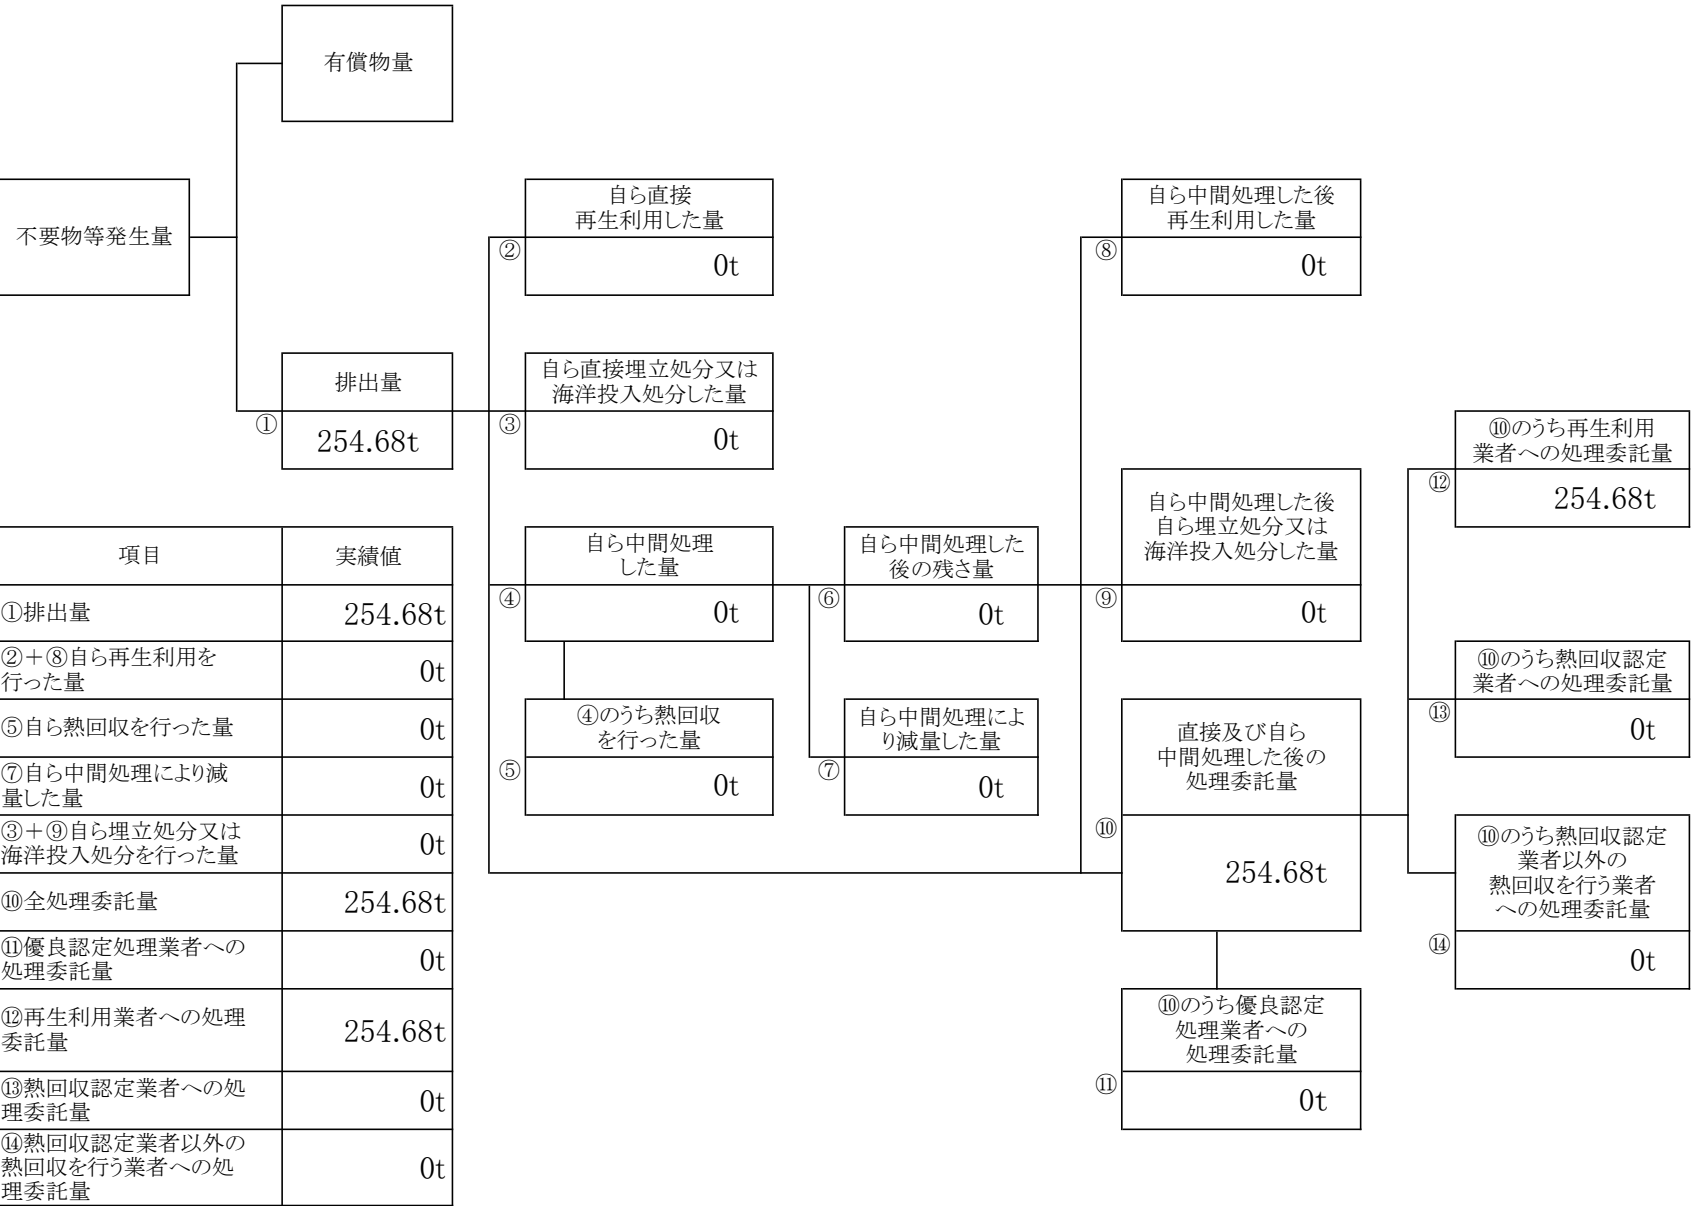 有償物量
不要物等発生量
自ら直接
再生利用した量
②
0t
自ら中間処理した後
再生利用した量
⑧
0t
排出量
①
254.68t
自ら直接埋立処分又は
海洋投入処分した量
③
0t
⑩のうち再生利用
業者への処理委託量
⑫
254.68t
自ら中間処理した後
自ら埋立処分又は
海洋投入処分した量
⑨
0t
自ら中間処理
した量
④
0t
自ら中間処理した
後の残さ量
⑥
0t
④のうち熱回収
を行った量
⑤
0t
自ら中間処理によ
り減量した量
⑦
0t
直接及び自ら
中間処理した後の
処理委託量
⑩
254.68t
⑩のうち熱回収認定
業者への処理委託量
⑬
0t
⑩のうち熱回収認定
業者以外の
熱回収を行う業者
への処理委託量
⑭
0t
⑩のうち優良認定
処理業者への
処理委託量
⑪
0t
項目 実績値
①排出量 254.68t
②+⑧自ら再生利用を
行った量 0t
⑤自ら熱回収を行った量 0t
⑦自ら中間処理により減
量した量 0t
③+⑨自ら埋立処分又は
海洋投入処分を行った量 0t
⑩全処理委託量 254.68t
⑪優良認定処理業者への
処理委託量 0t
⑫再生利用業者への処理
委託量 254.68t
⑬熱回収認定業者への処
理委託量 0t
⑭熱回収認定業者以外の
熱回収を行う業者への処
理委託量 0t